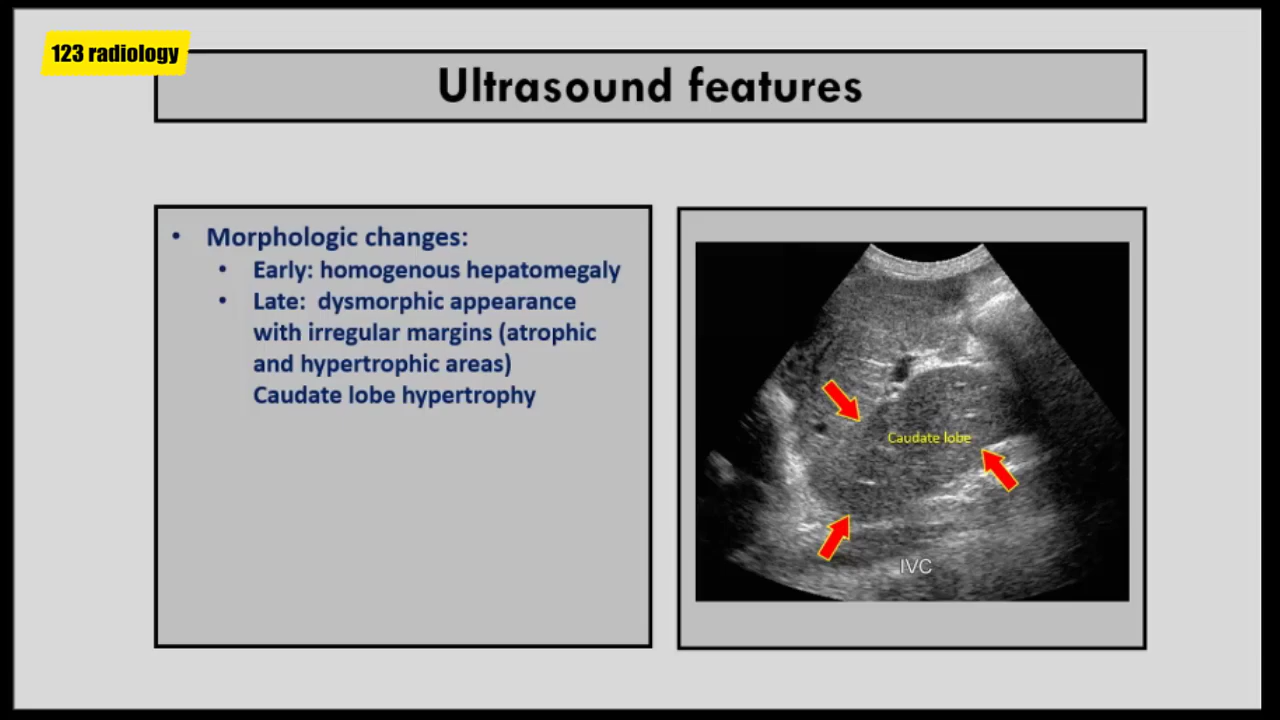 123 radiology
Ultrasound features
• Morphologic changes:
• Early: homogenous hepatomegaly
• Late: dysmorphic appearance
with irregular margins (atrophic
and hypertrophic areas)
Caudate lobe hypertrophy
Caudate lobe
IVC